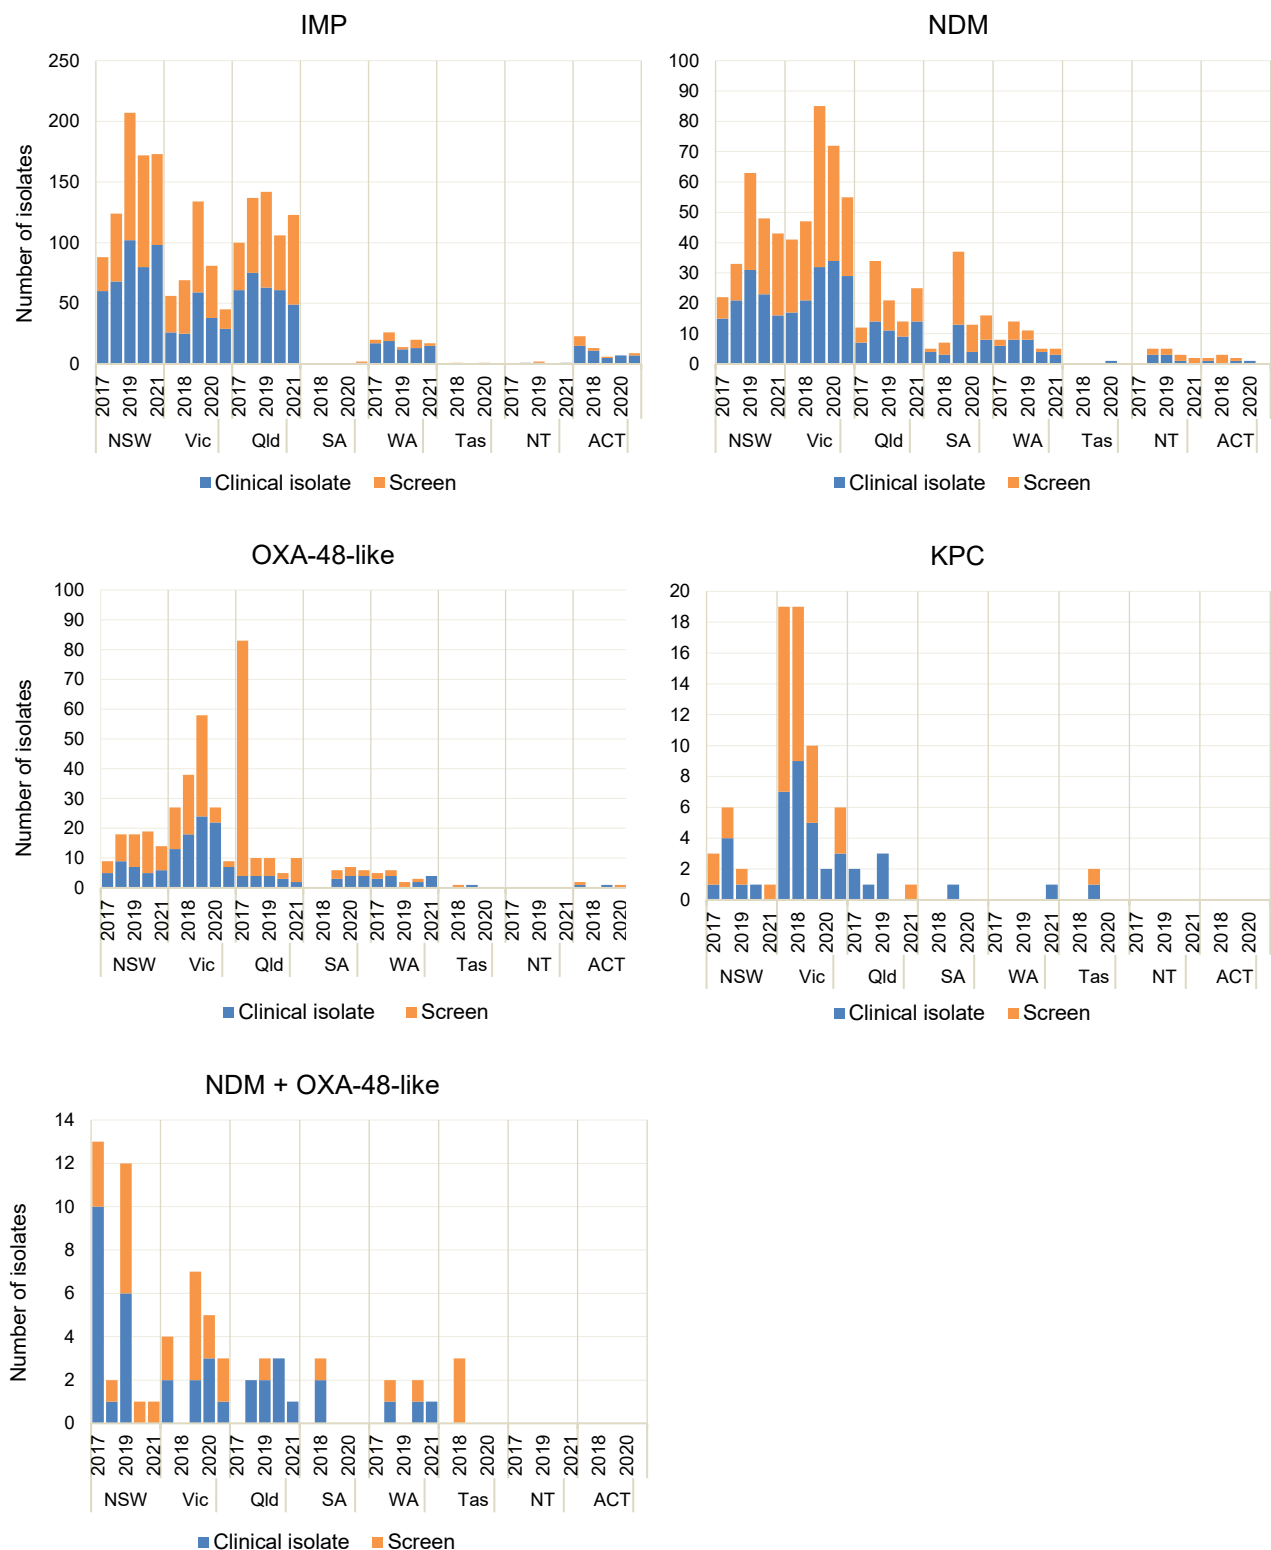 IMP
Number of isolates
250
200
150
100
50
0
2017 2019 2021 2018 2020 2017 2019 2021 2018 2020 2017 2019 2021 2018 2020 2017 2019 2021 2018 2020
NSW Vic Qld SA WA Tas NT ACT
Clinical isolate Screen
NDM
100
90
80
70
60
50
40
30
20
10
0
2017 2019 2021 2018 2020 2017 2019 2021 2018 2020 2017 2019 2021 2018 2020 2017 2019 2021 2018 2020
NSW Vic Qld SA WA Tas NT ACT
Clinical isolate Screen
OXA-48-like
Number of isolates
100
90
80
70
60
50
40
30
20
10
0
2017 2019 2021 2018 2020 2017 2019 2021 2018 2020 2017 2019 2021 2018 2020 2017 2019 2021 2018 2020
NSW Vic Qld SA WA Tas NT ACT
Clinical isolate Screen
KPC
20
18
16
14
12
10
8
6
4
2
0
2017 2019 2021 2018 2020 2017 2019 2021 2018 2020 2017 2019 2021 2018 2020 2017 2019 2021 2018 2020
NSW Vic Qld SA WA Tas NT ACT
Clinical isolate Screen
NDM + OXA-48-like
Number of isolates
14
12
10
8
6
4
2
0
2017 2019 2021 2018 2020 2017 2019 2021 2018 2020 2017 2019 2021 2018 2020 2017 2019 2021 2018 2020
NSW Vic Qld SA WA Tas NT ACT
Clinical isolate Screen